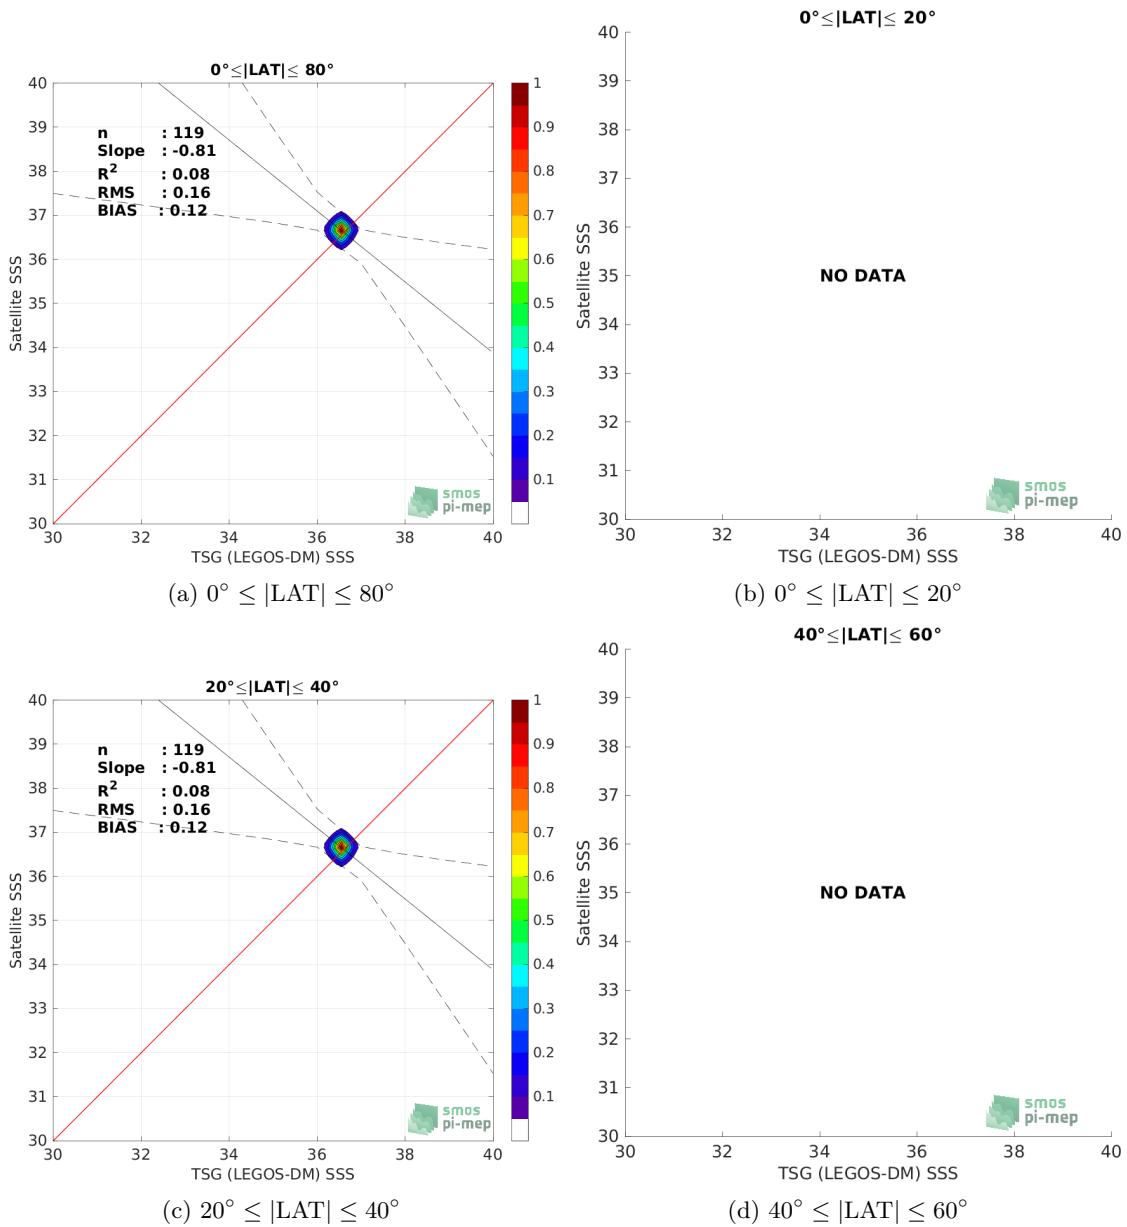 0°≤|LAT|≤ 80°
40
39
38
37
36
35
34
33
32
31
30
30 32 34 36 38 40
Satellite SSS
TSG (LEGOS-DM) SSS
n : 119
Slope : -0.81
R² : 0.08
RMS : 0.16
BIAS : 0.12
1
0.9
0.8
0.7
0.6
0.5
0.4
0.3
0.2
0.1
smos
pi-mep
(a) 0° ≤ |LAT| ≤ 80°
0°≤|LAT|≤ 20°
40
39
38
37
36
35
34
33
32
31
30
30 32 34 36 38 40
Satellite SSS
TSG (LEGOS-DM) SSS
NO DATA
smos
pi-mep
(b) 0° ≤ |LAT| ≤ 20°
20°≤|LAT|≤ 40°
40
39
38
37
36
35
34
33
32
31
30
30 32 34 36 38 40
Satellite SSS
TSG (LEGOS-DM) SSS
n : 119
Slope : -0.81
R² : 0.08
RMS : 0.16
BIAS : 0.12
1
0.9
0.8
0.7
0.6
0.5
0.4
0.3
0.2
0.1
smos
pi-mep
(c) 20° ≤ |LAT| ≤ 40°
40°≤|LAT|≤ 60°
40
39
38
37
36
35
34
33
32
31
30
30 32 34 36 38 40
Satellite SSS
TSG (LEGOS-DM) SSS
NO DATA
smos
pi-mep
(d) 40° ≤ |LAT| ≤ 60°